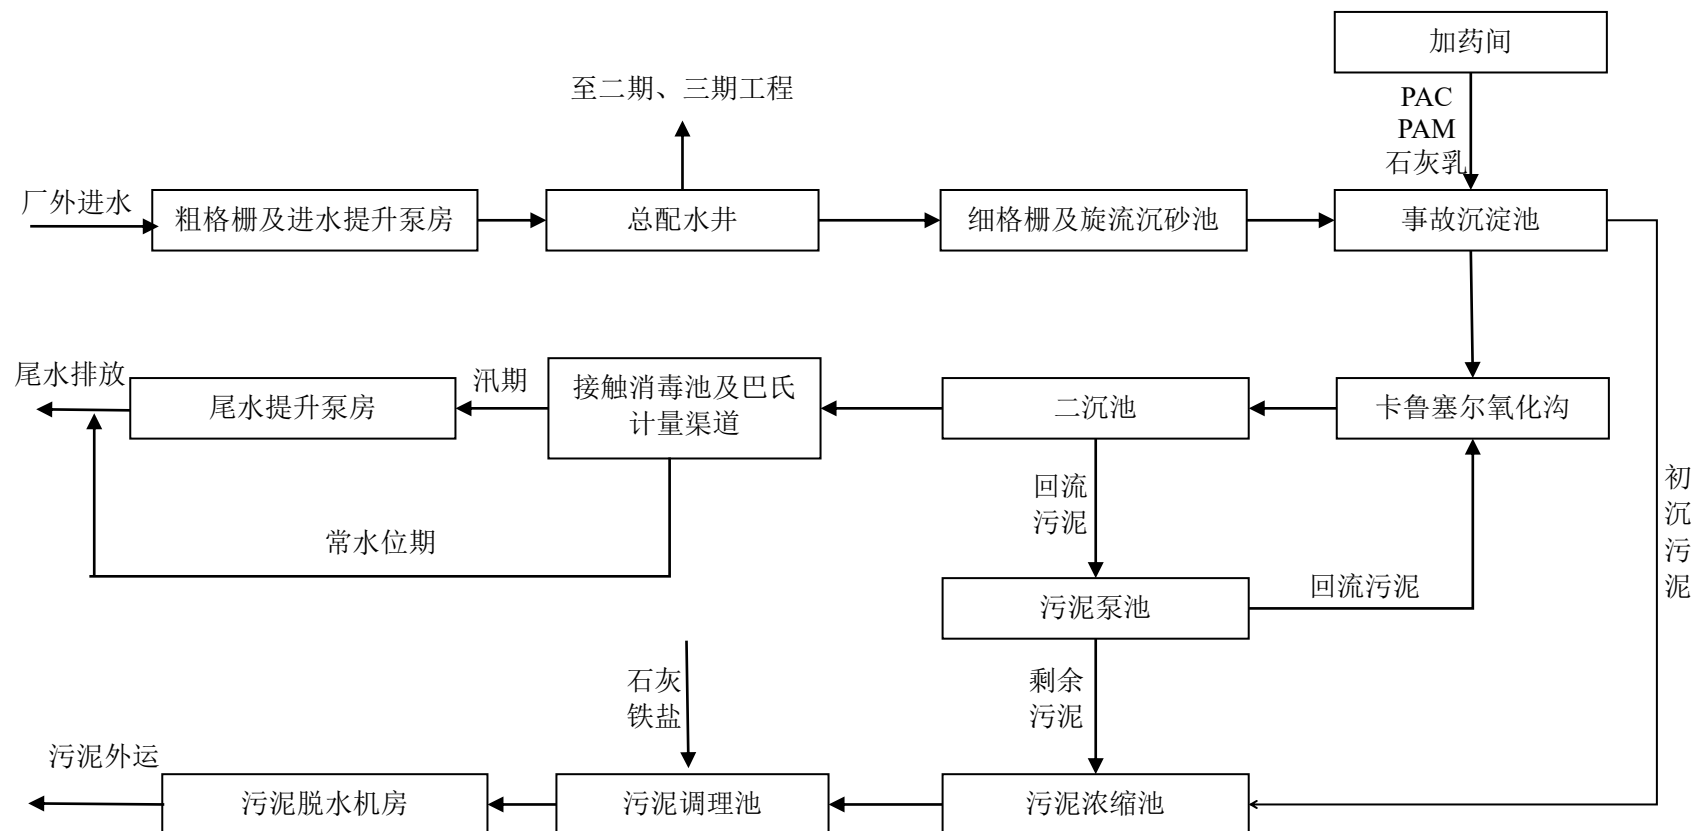 加药间
至二期、三期工程
PAC
PAM
石灰乳
厂外进水
粗格栅及进水提升泵房
总配水井
细格栅及旋流沉砂池
事故沉淀池
尾水排放
尾水提升泵房
汛期
接触消毒池及巴氏
计量渠道
二沉池
卡鲁塞尔氧化沟
回流
污泥
初
沉
污
泥
常水位期
污泥泵池
回流污泥
石灰
铁盐
剩余
污泥
污泥外运
污泥脱水机房
污泥调理池
污泥浓缩池